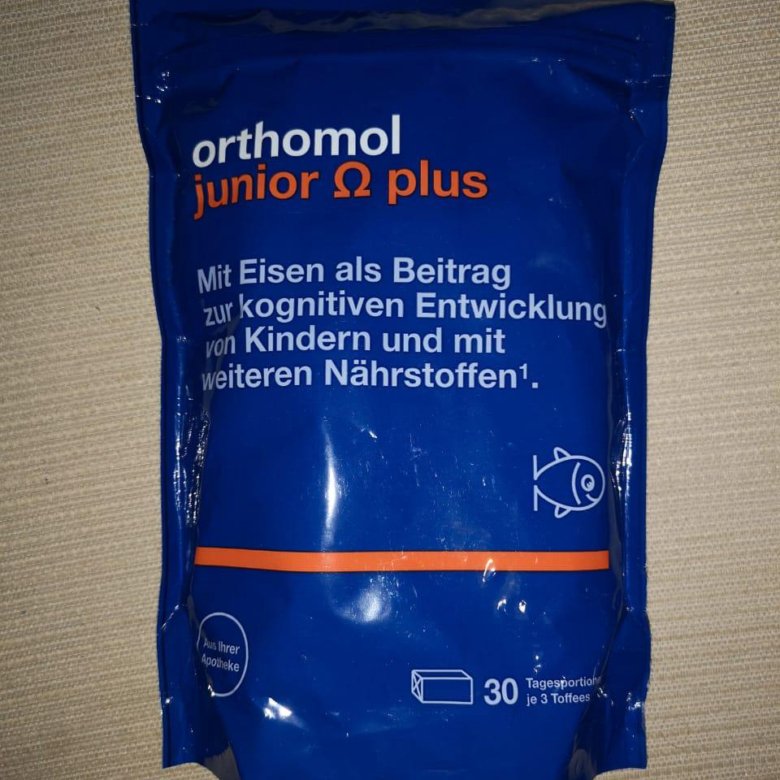 orthomol
junior Ω plus
Mit Eisen als Beitrag
zur kognitiven Entwicklung
von Kindern und mit
weiteren Nährstoffen¹.
Aus Ihrer
Apotheke
30
Tagesportionen
je 3 Toffees